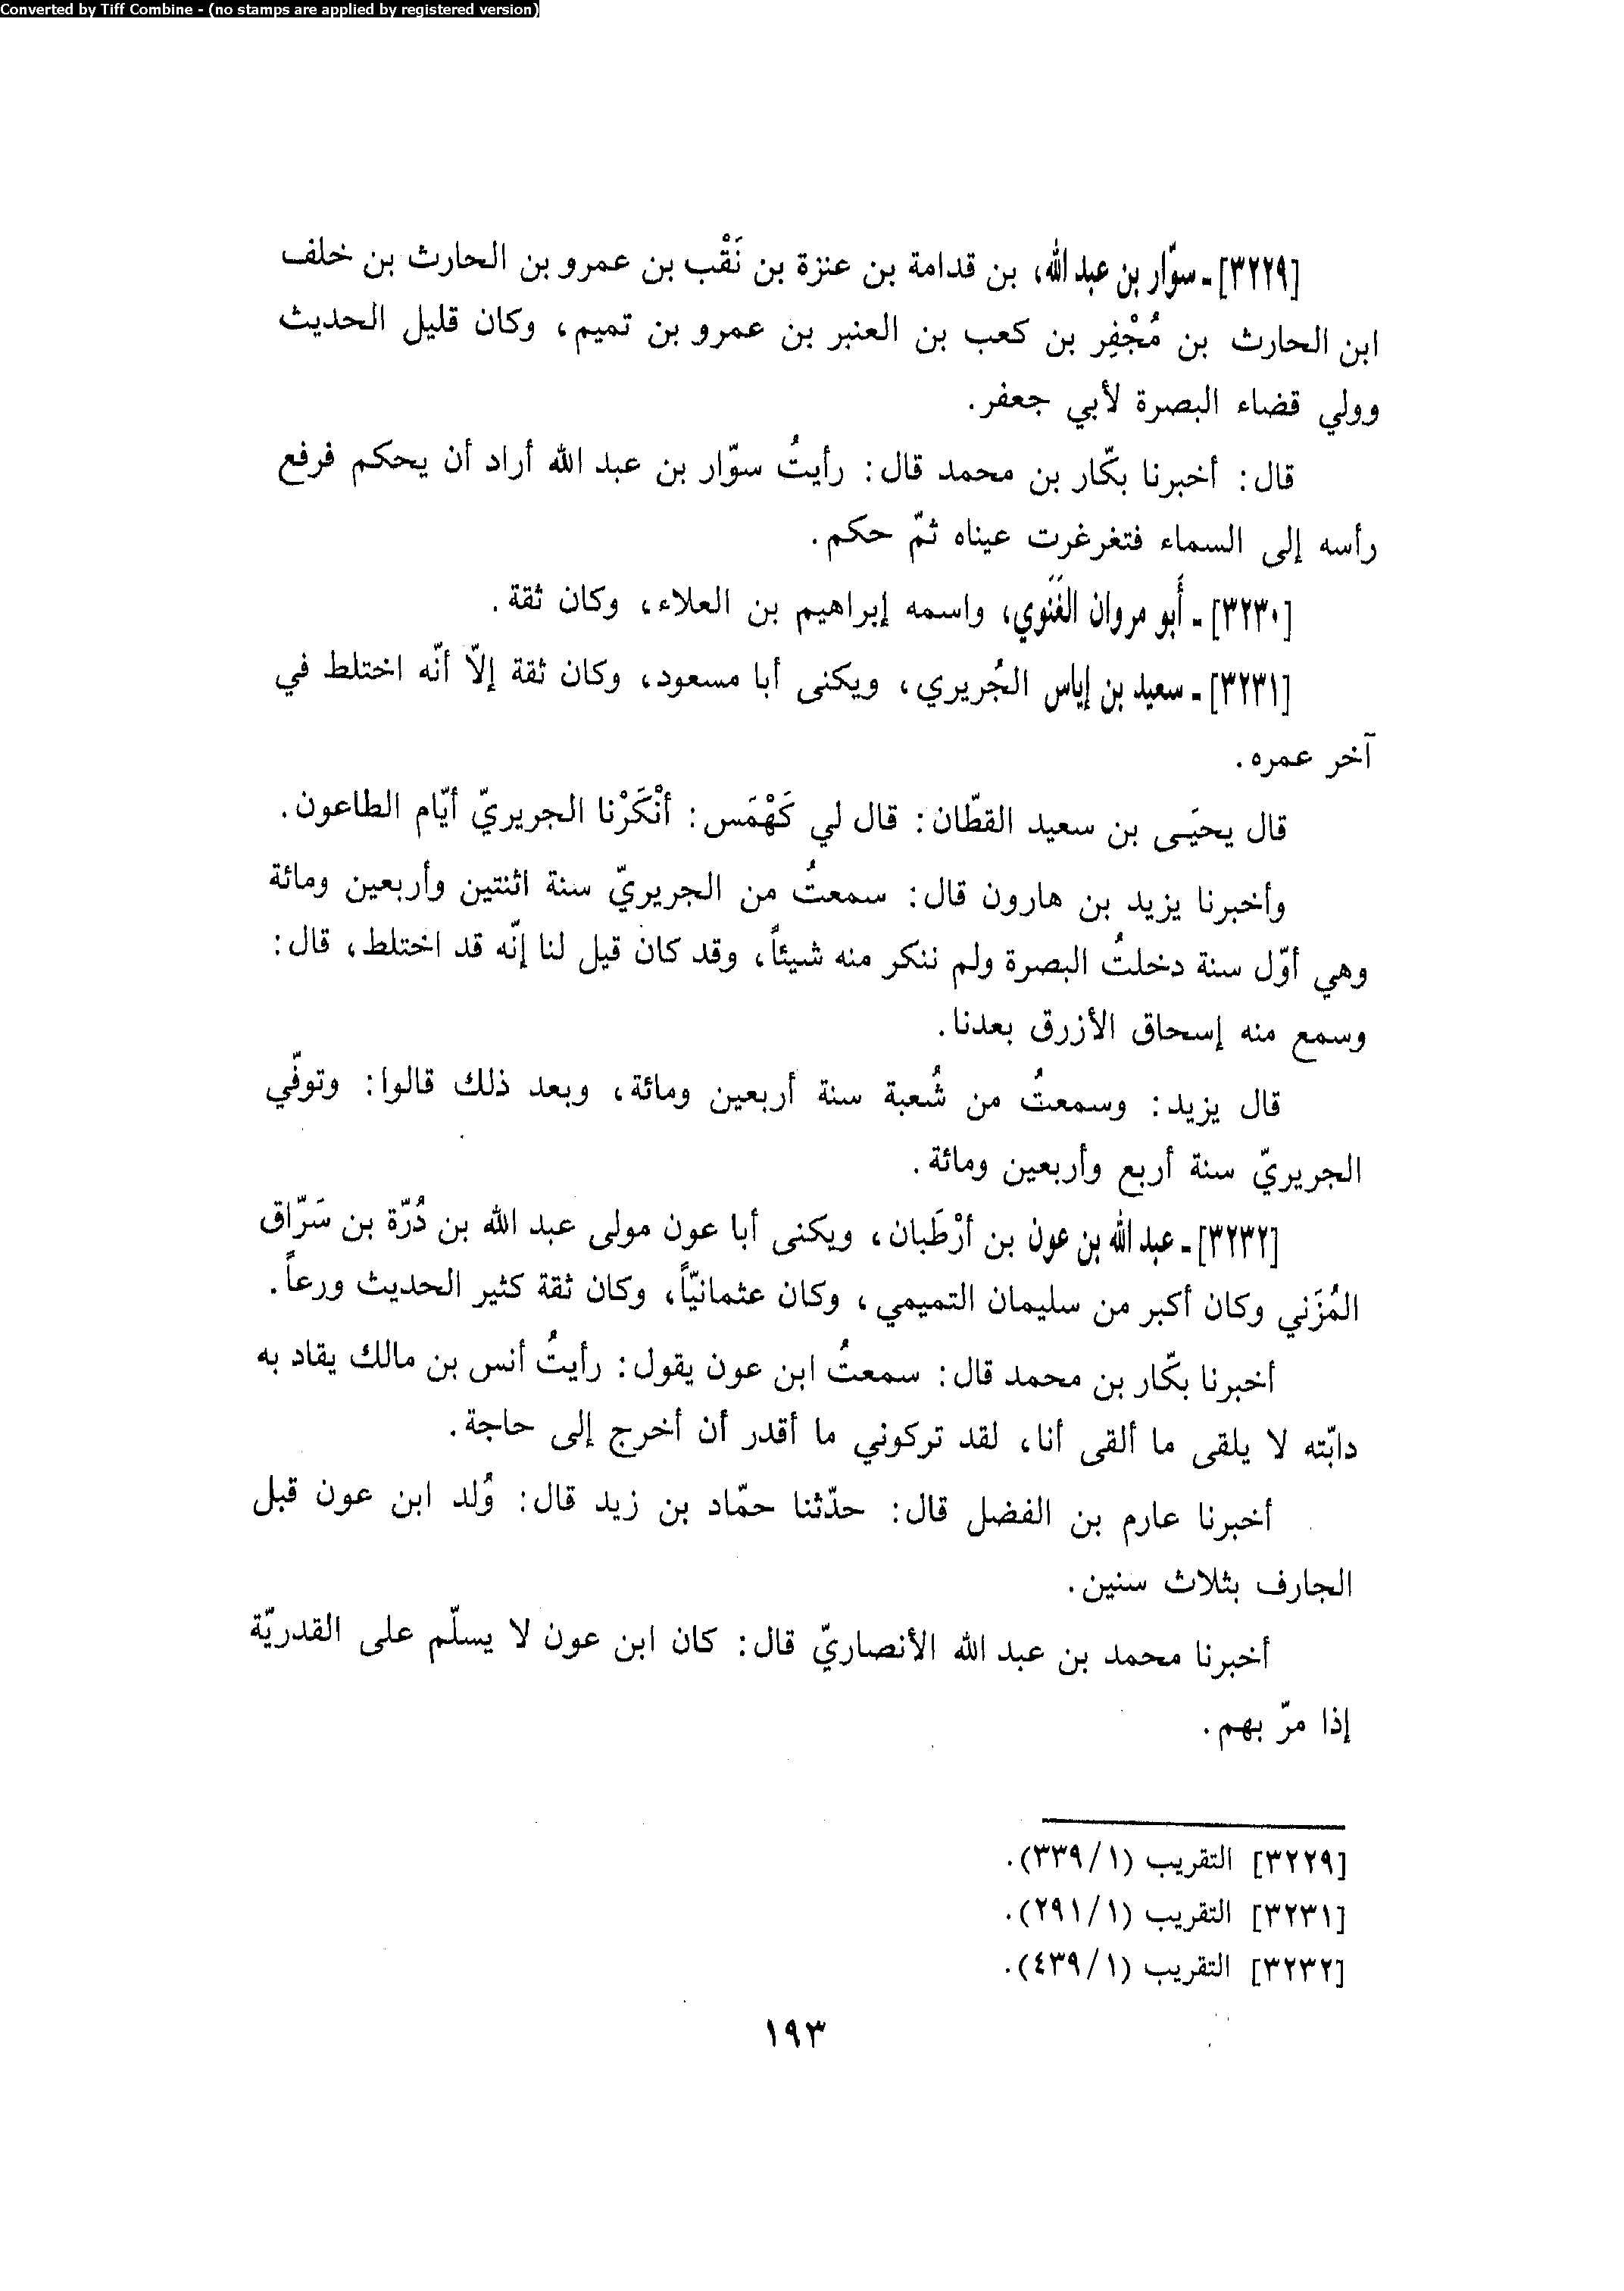 Converted by Tiff Combine - (no stamps are applied by registered version)
[٣٢٢٩] ـ سوّار بن عبد الله، بن قدامة بن عنزة بن نَقْب بن عمرو بن الحارث بن خلف
ابن الحارث بن مُجْفِر بن كعب بن العنبر بن عمرو بن تميم، وكان قليل الحديث
وولي قضاء البصرة لأبي جعفر.
قال: أخبرنا بكّار بن محمد قال: رأيتُ سوّار بن عبد الله أراد أن يحكم فرفع
رأسه إلى السماء فتغرغرت عيناه ثمّ حكم.
[٣٢٣٠] ـ أَبو مروان الغَنَوي، واسمه إبراهيم بن العلاء، وكان ثقة.
[٣٢٣١] ـ سعيد بن إياس الجُريري، ويكنى أبا مسعود، وكان ثقة إلاّ أنّه اختلط في
آخر عمره.
قال يحيَـى بن سعيد القطّان: قال لي كَهْمَس: أنْكَرْنا الجريريّ أيّام الطاعون.
وأخبرنا يزيد بن هارون قال: سمعتُ من الجريريّ سنة اثنتين وأربعين ومائة
وهي أوّل سنة دخلتُ البصرة ولم ننكر منه شيئاً، وقد كان قيل لنا إنّه قد اختلط، قال:
وسمع منه إسحاق الأزرق بعدنا.
قال يزيد: وسمعتُ من شُعبة سنة أربعين ومائة، وبعد ذلك قالوا: وتوفّي
الجريريّ سنة أربع وأربعين ومائة.
[٣٢٣٢] ـ عبد الله بن عون بن أرْطَبان، ويكنى أبا عون مولى عبد الله بن دُرّة بن سَرّاق
المُزَني وكان أكبر من سليمان التميمي، وكان عثمانيّاً، وكان ثقة كثير الحديث ورعاً.
أخبرنا بكّار بن محمد قال: سمعتُ ابن عون يقول: رأيتُ أنس بن مالك يقاد به
دابّته لا يلقى ما ألقى أنا، لقد تركوني ما أقدر أن أخرج إلى حاجة.
أخبرنا عارم بن الفضل قال: حدّثنا حمّاد بن زيد قال: وُلد ابن عون قبل
الجارف بثلاث سنين.
أخبرنا محمد بن عبد الله الأنصاريّ قال: كان ابن عون لا يسلّم على القدريّة
إذا مرّ بهم.
[٣٢٢٩] التقريب (٣٣٩/١).
[٣٢٣١] التقريب (٢٩١/١).
[٣٢٣٢] التقريب (٤٣٩/١).
١٩٣